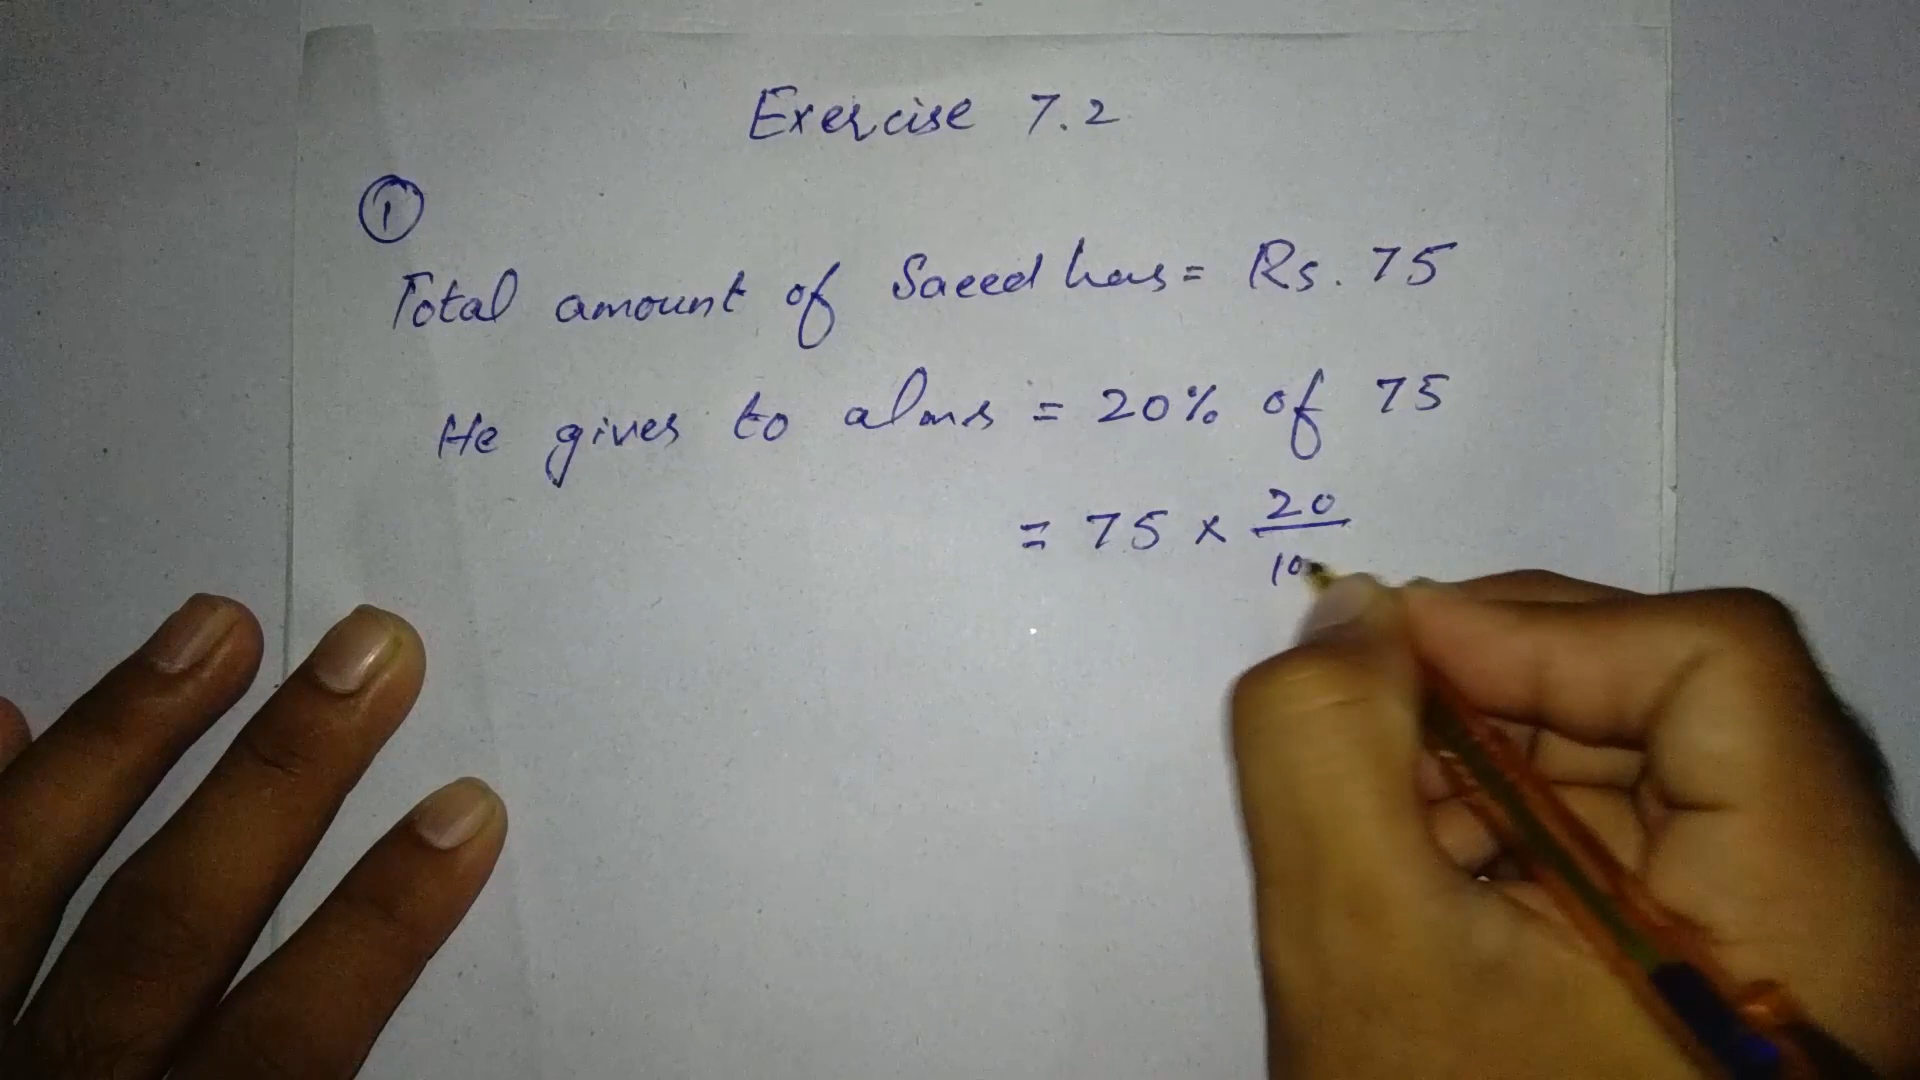 Exercise 7.2
1
Total amount of Saeed has = Rs. 75
He gives to alms = 20% of 75
= 75 × 20/10